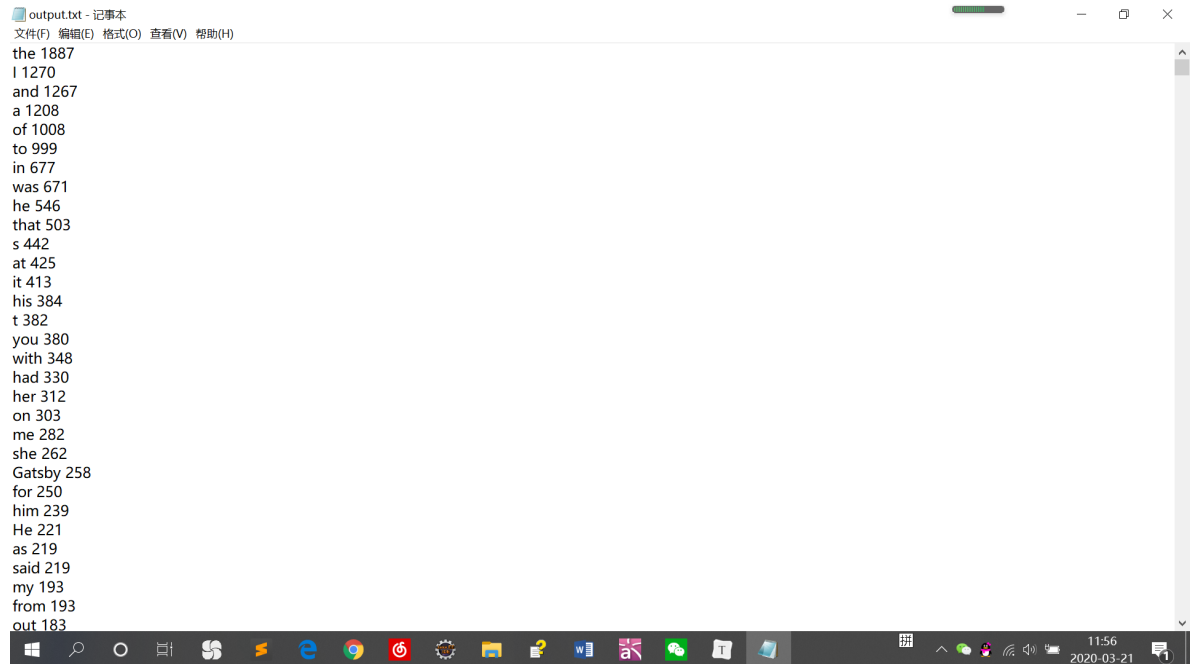 output.txt - 记事本
文件(F) 编辑(E) 格式(O) 查看(V) 帮助(H)
the 1887
I 1270
and 1267
a 1208
of 1008
to 999
in 677
was 671
he 546
that 503
s 442
at 425
it 413
his 384
t 382
you 380
with 348
had 330
her 312
on 303
me 282
she 262
Gatsby 258
for 250
him 239
He 221
as 219
said 219
my 193
from 193
out 183
拼
11:56
2020-03-21
1